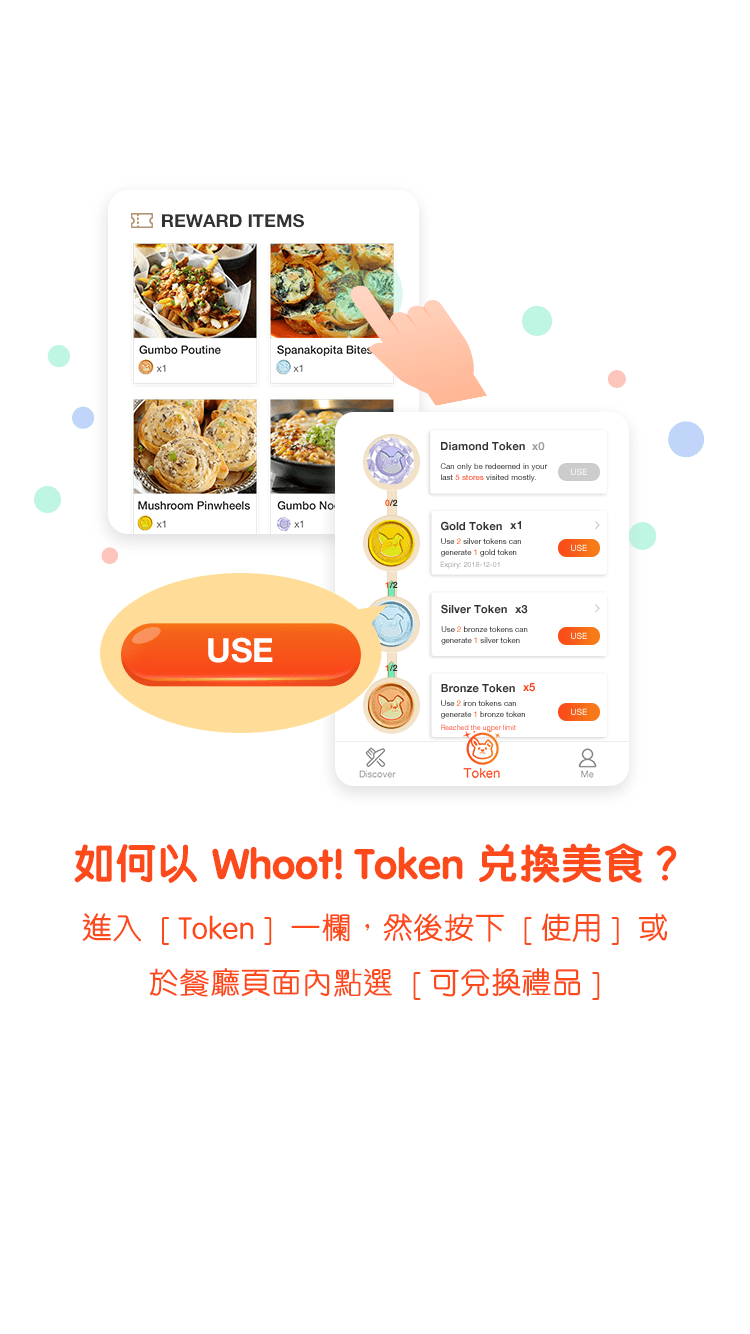 REWARD ITEMS
Gumbo Poutine
x1
Spanakopita Bites
x1
Mushroom Pinwheels
x1
Gumbo No
x1
Diamond Token x0
Can only be redeemed in your
last 5 stores visited mostly.
USE
0/2
Gold Token x1
Use 2 silver tokens can
generate 1 gold token
Expiry: 2018-12-01
USE
1/2
Silver Token x3
Use 2 bronze tokens can
generate 1 silver token
USE
1/2
Bronze Token x5
Use 2 iron tokens can
generate 1 bronze token
Reached the upper limit
USE
USE
Discover
Token
Me
如何以 Whoot! Token 兑換美食？
進入［Token］一欄，然後按下［使用］或
於餐廳頁面內點選［可兌換禮品］